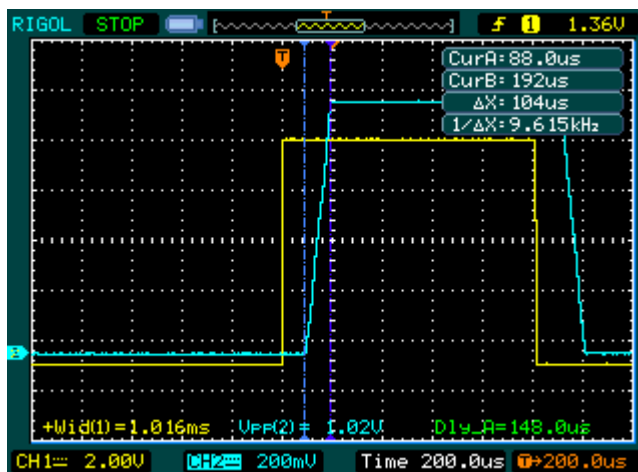 RIGOL STOP 1 1.36V
T
T
CurA=88.0us
CurB=192us
ΔX=104us
1/ΔX=9.615kHz
+Wid(1)=1.016ms Vpp(2)= 1.02V Dly_A=148.0us
CH1 2.00V CH2 200mV Time 200.0us T→200.0us